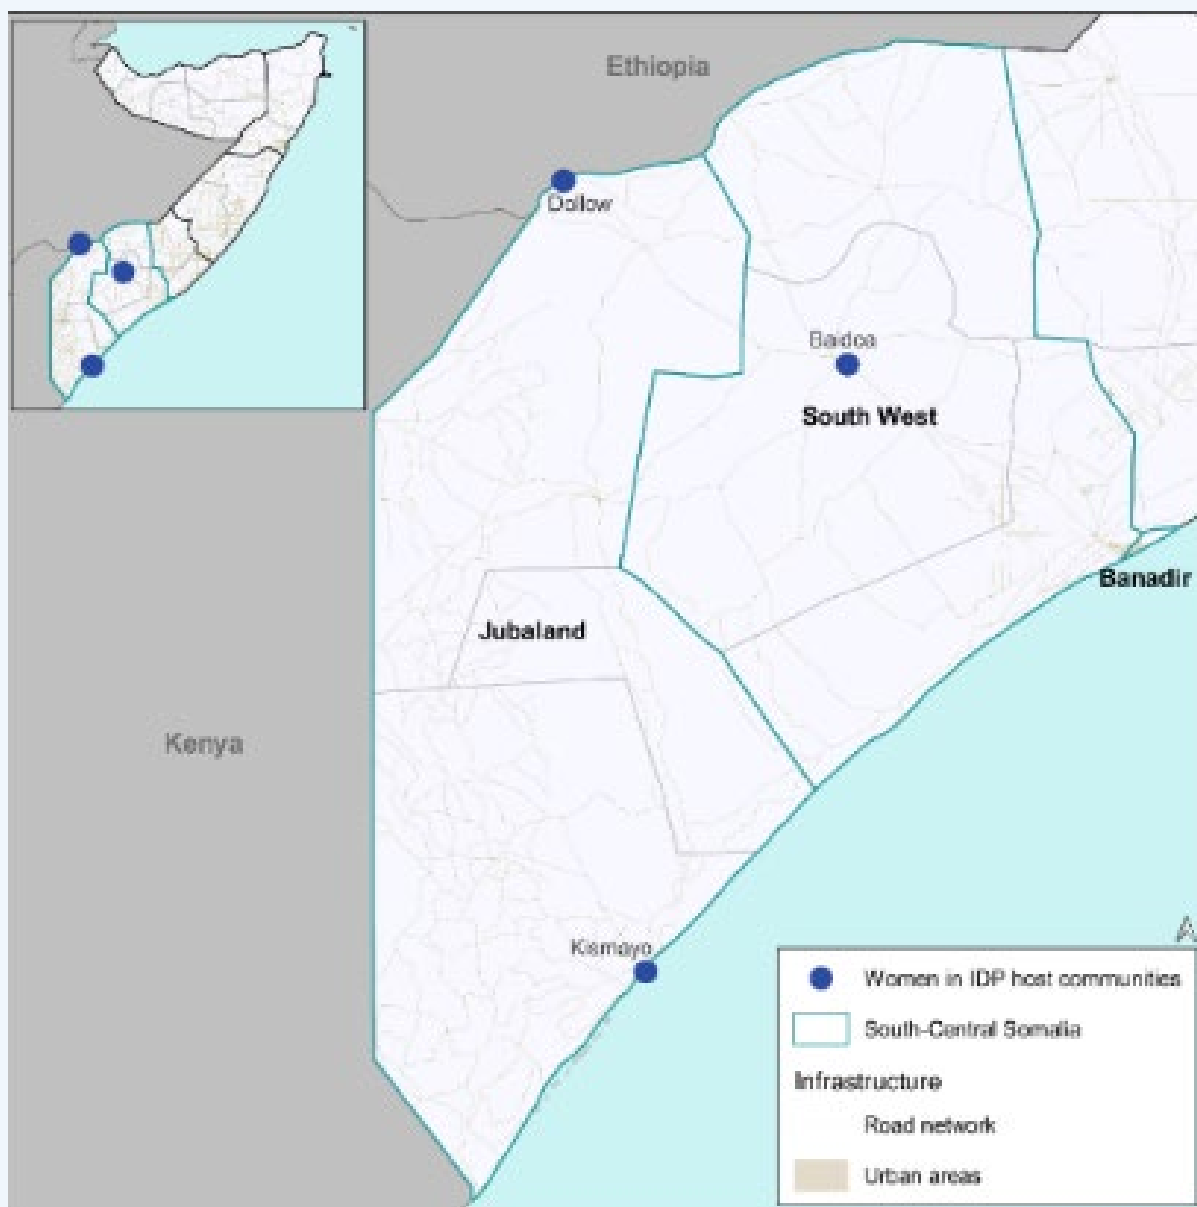 Ethiopia
Dollow
Baidoa
South West
Banadir
Jubaland
Kenya
Kismayo
Women in IDP host communities
South-Central Somalia
Infrastructure
Road network
Urban areas